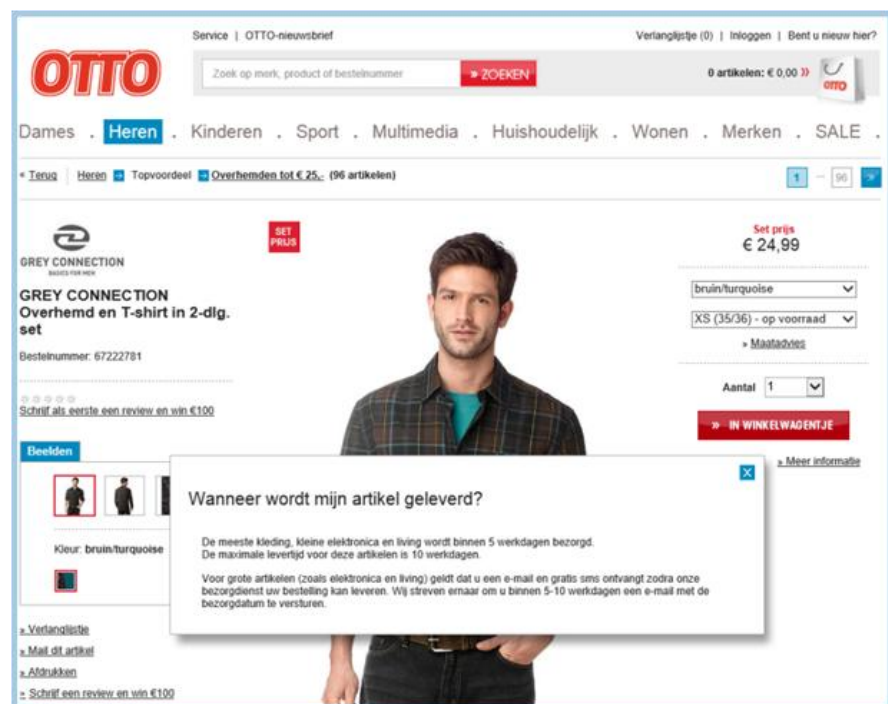 Service | OTTO-nieuwsbrief
Verlanglijstje (0) | Inloggen | Bent u nieuw hier?
OTTO
Zoek op merk, product of bestelnummer
» ZOEKEN
0 artikelen: € 0,00 »
OTTO
Dames . Heren . Kinderen . Sport . Multimedia . Huishoudelijk . Wonen . Merken . SALE .
« Terug | Heren Topvoordeel Overhemden tot € 25,- (96 artikelen)
1 ... 96 »
GREY CONNECTION
BASICS FOR MEN
SET
PRIJS
Set prijs
€ 24,99
GREY CONNECTION
Overhemd en T-shirt in 2-dlg.
set
Bestelnummer: 67222781
bruin/turquoise
XS (35/36) - op voorraad
» Maatadvies
Aantal 1
Schrijf als eerste een review en win €100
» IN WINKELWAGENTJE
» Meer informatie
Beelden
X
Wanneer wordt mijn artikel geleverd?
De meeste kleding, kleine elektronica en living wordt binnen 5 werkdagen bezorgd.
De maximale levertijd voor deze artikelen is 10 werkdagen.
Voor grote artikelen (zoals elektronica en living) geldt dat u een e-mail en gratis sms ontvangt zodra onze
bezorgdienst uw bestelling kan leveren. Wij streven ernaar om u binnen 5-10 werkdagen een e-mail met de
bezorgdatum te versturen.
Kleur: bruin/turquoise
» Verlanglijstje
» Mail dit artikel
» Afdrukken
» Schrijf een review en win €100